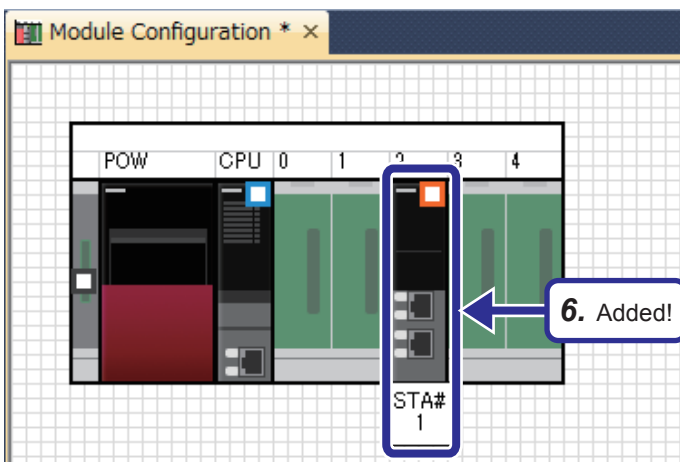 Module Configuration * ×
POW CPU 0 1 2 3 4
6. Added!
STA#
1